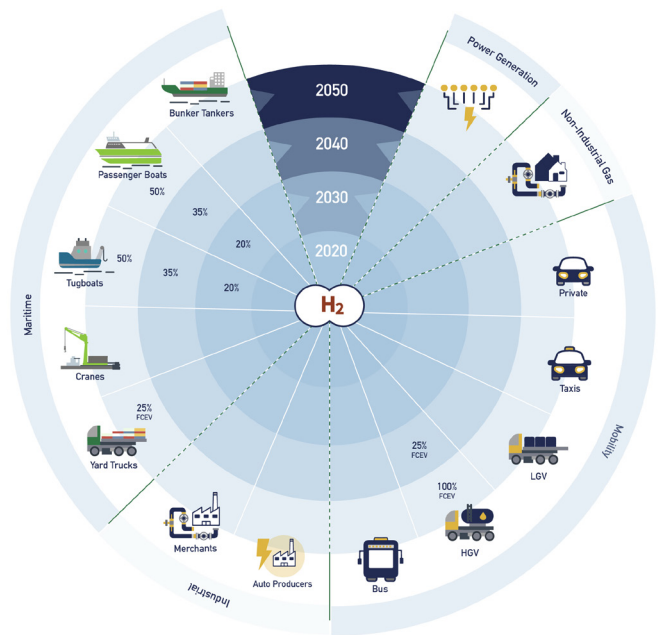 2050
2040
2030
2020
H2
Power Generation
Non-Industrial Gas
Mobility
Private
Taxis
LGV
25%
FCEV
100%
FCEV
HGV
Bus
Industrial
Auto Producers
Merchants
Maritime
25%
FCEV
Yard Trucks
Cranes
50%
35%
20%
Tugboats
Passenger Boats
50%
35%
20%
Bunker Tankers